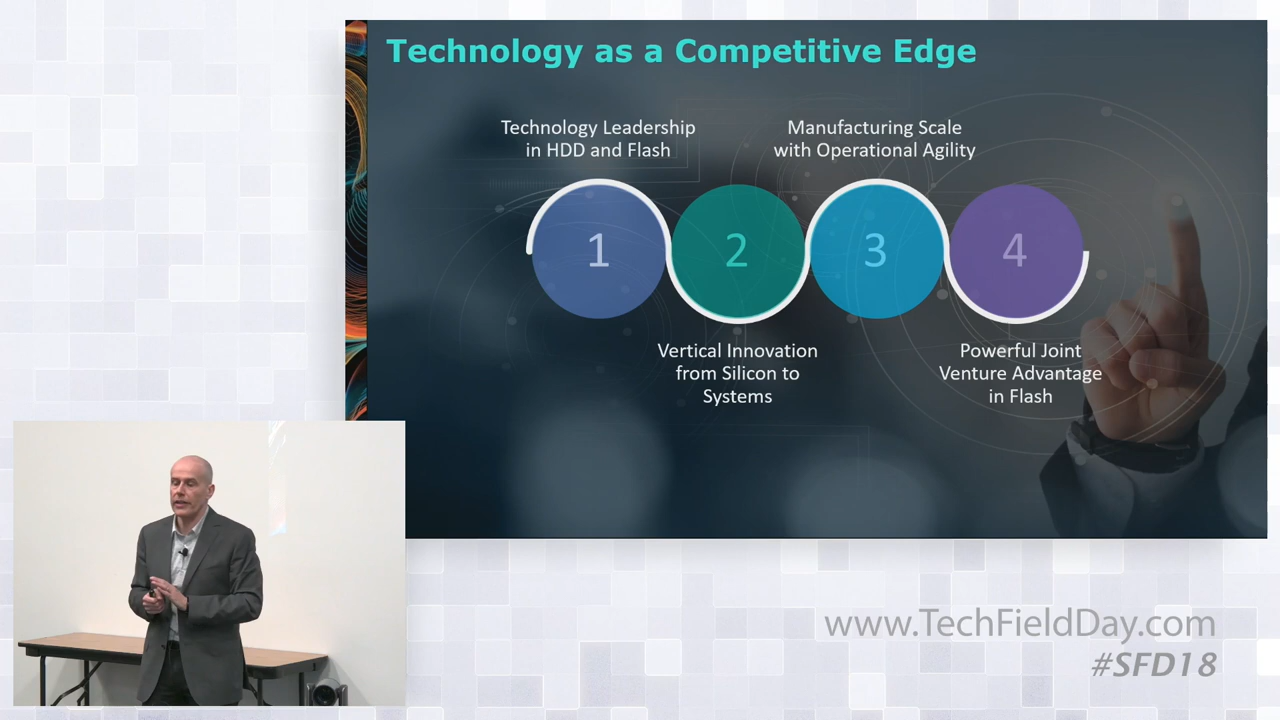 Technology as a Competitive Edge
Technology Leadership
in HDD and Flash
Manufacturing Scale
with Operational Agility
1
2
3
4
Vertical Innovation
from Silicon to
Systems
Powerful Joint
Venture Advantage
in Flash
www.TechFieldDay.com
#SFD18